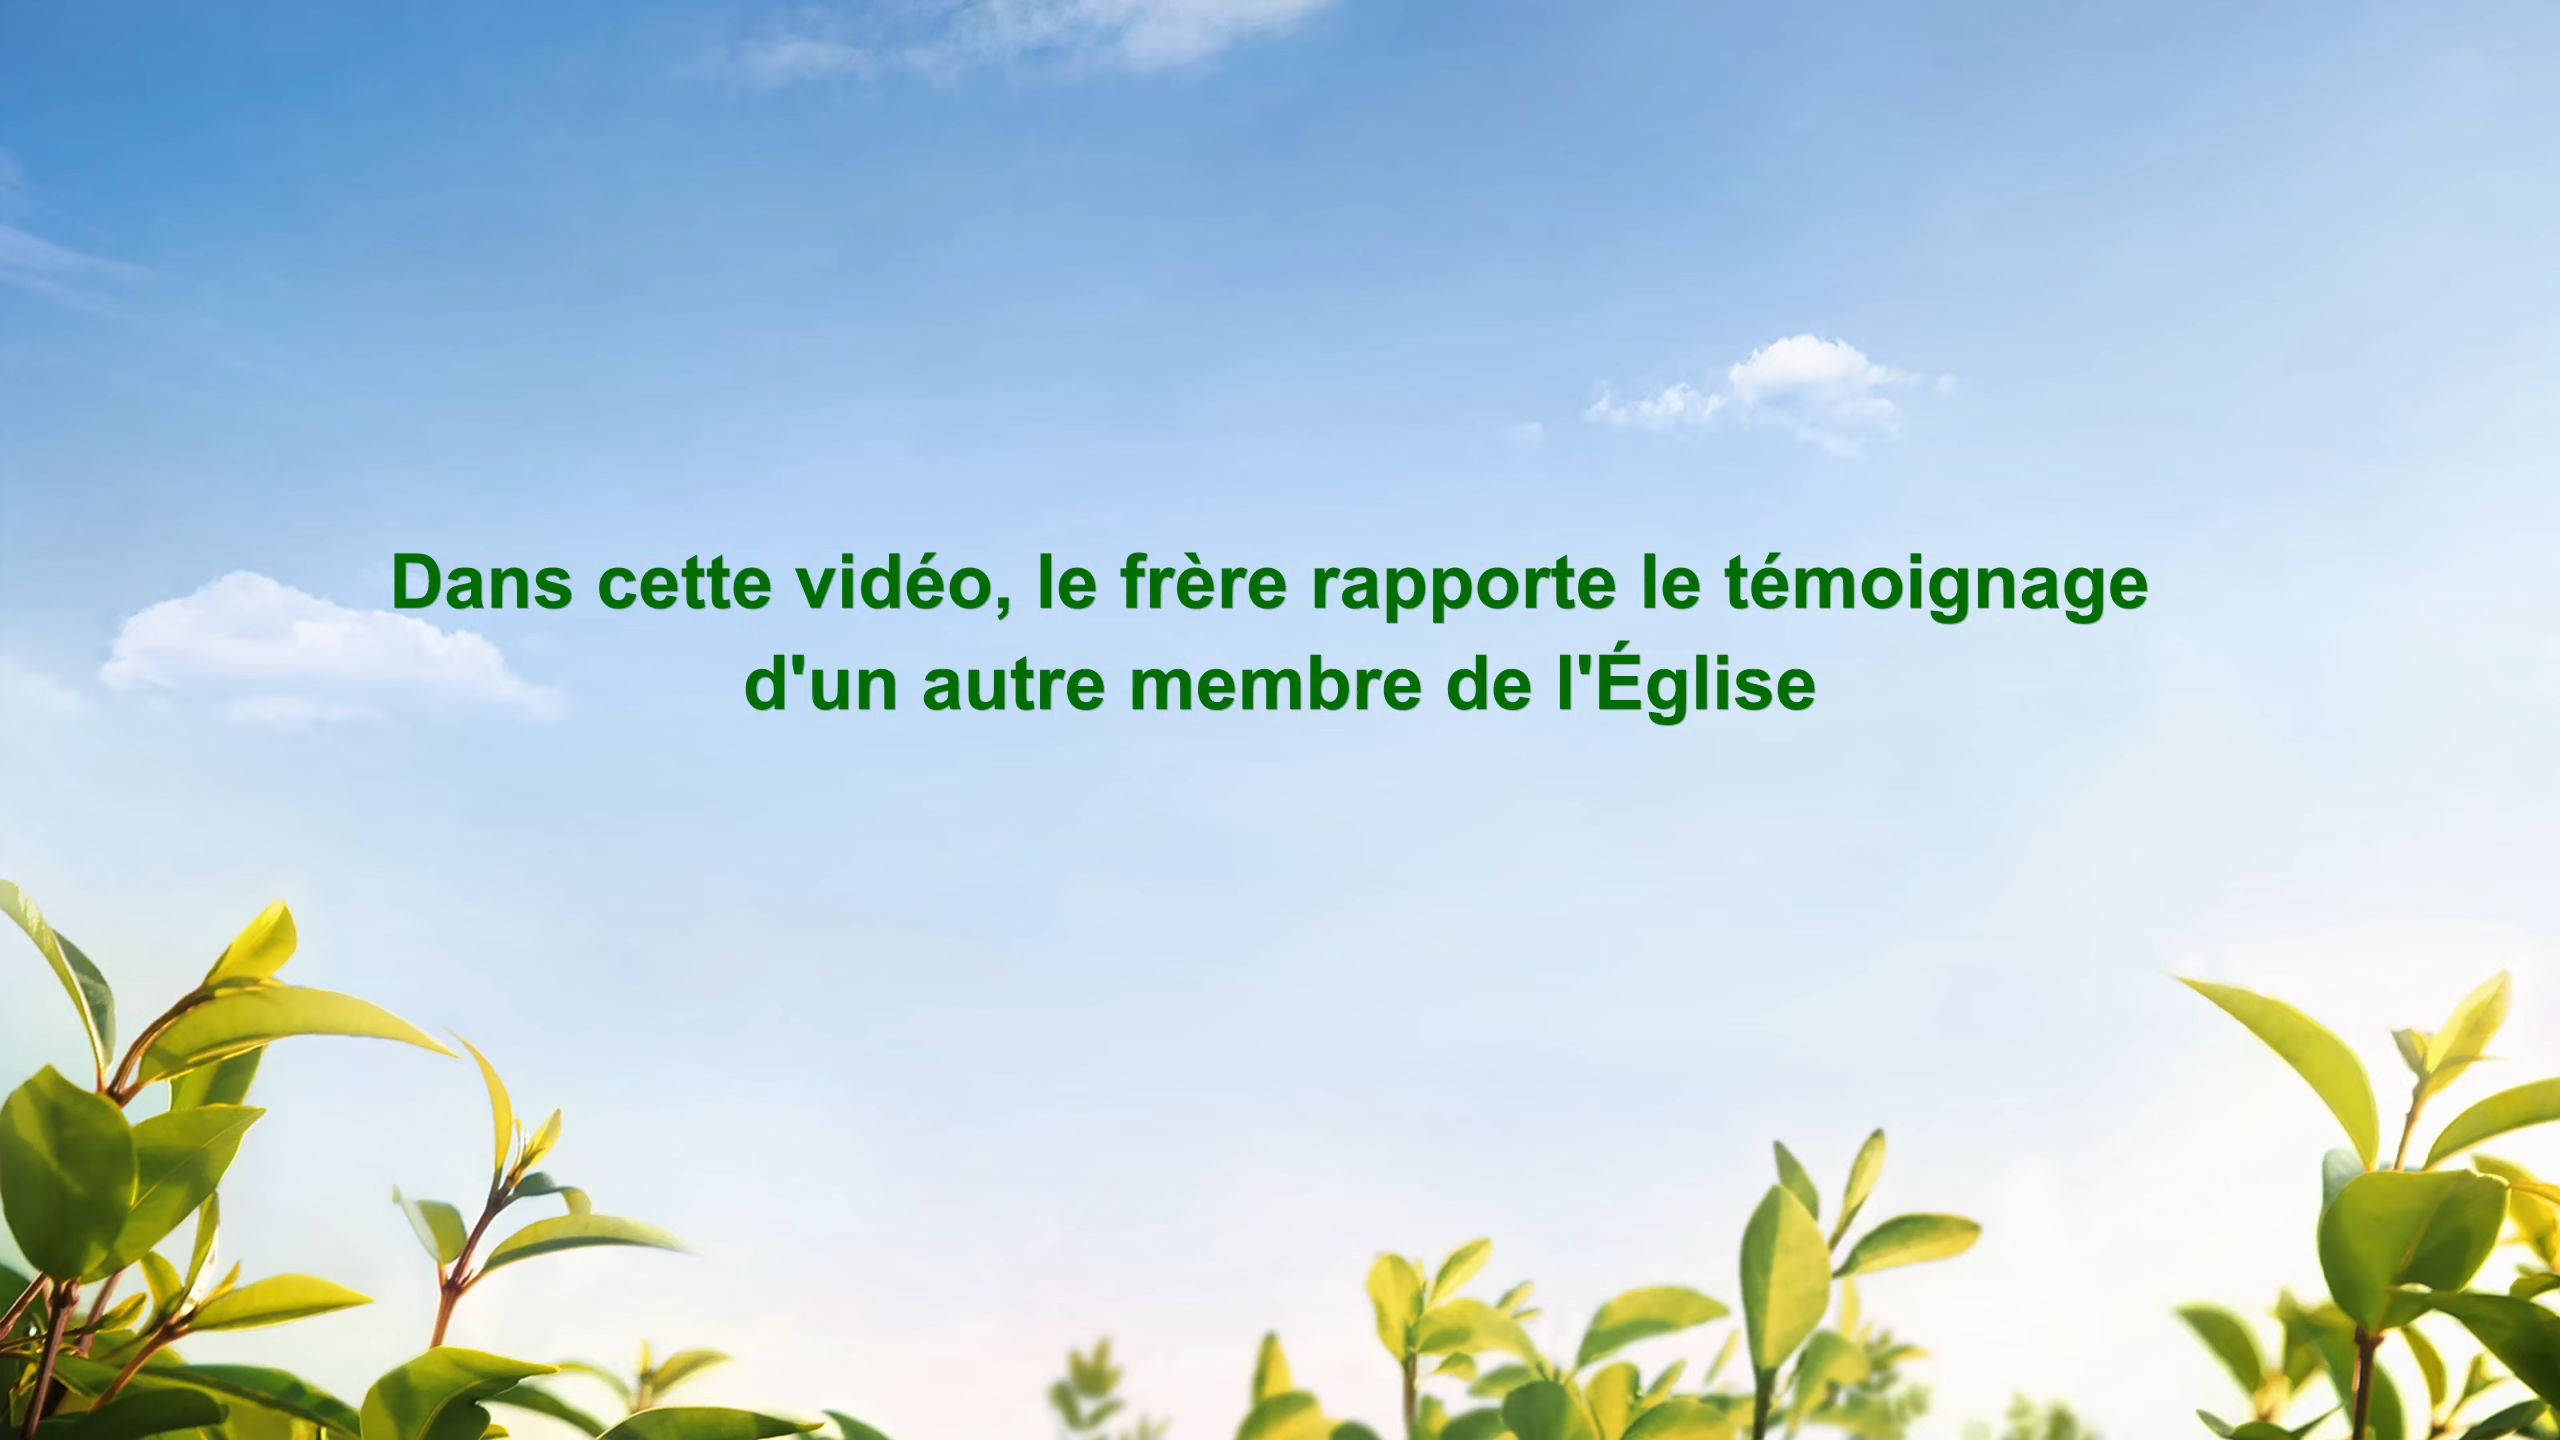 Dans cette vidéo, le frère rapporte le témoignage
d'un autre membre de l'Église